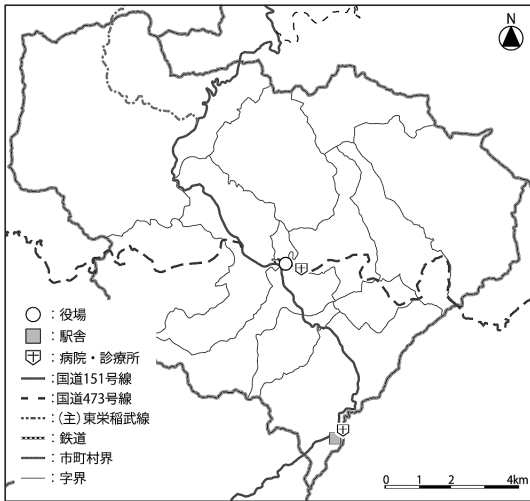 N
○：役場
：駅舎
：病院・診療所
：国道151号線
：国道473号線
：(主)東栄稲武線
：鉄道
：市町村界
：字界
0 1 2 4km